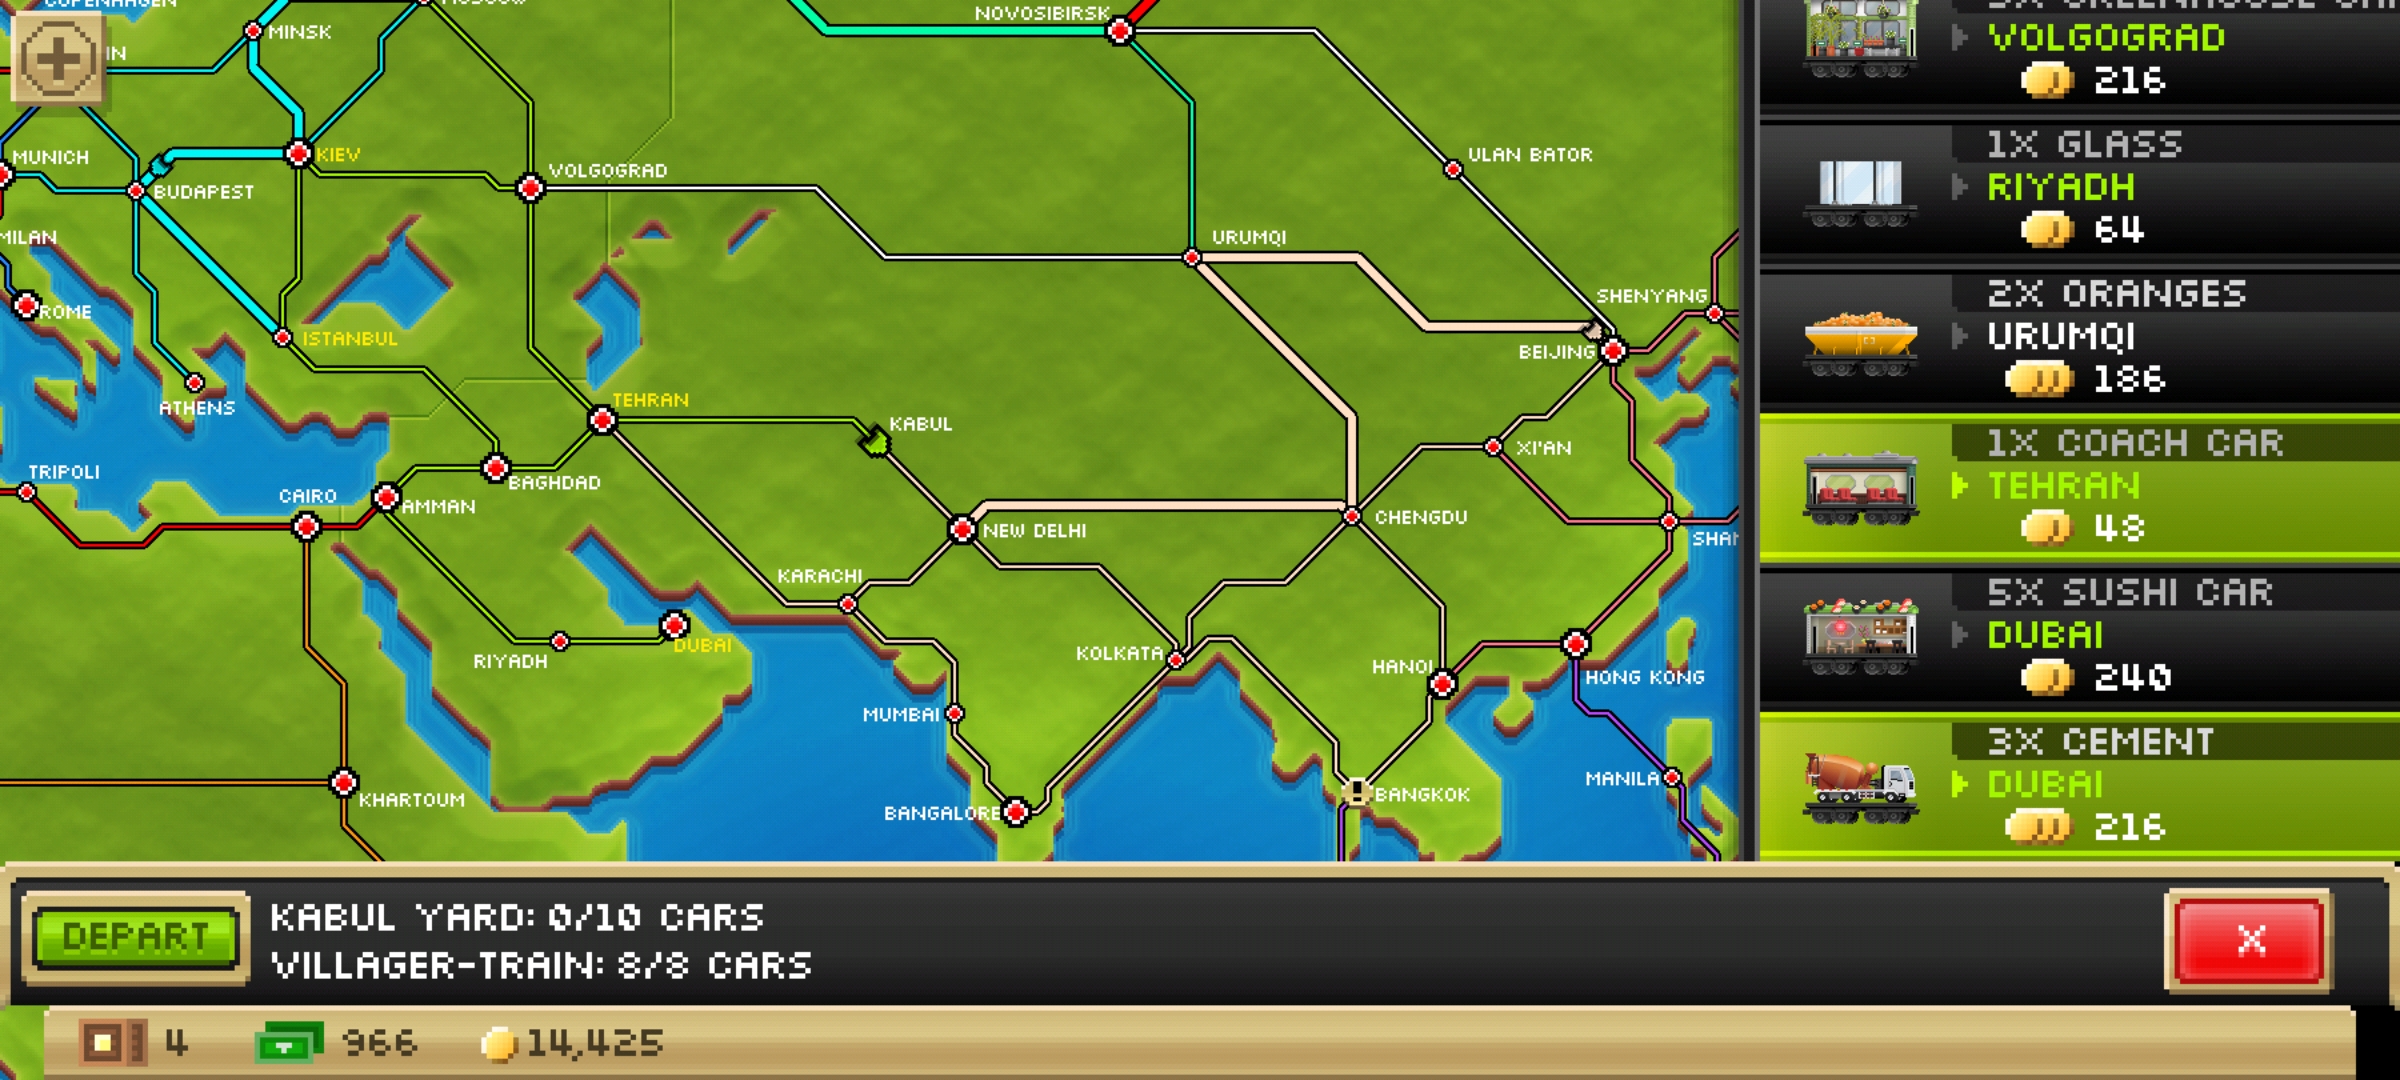 NOVOSIBIRSK
MINSK
IN
KIEV
MUNICH
BUDAPEST
VOLGOGRAD
ULAN BATOR
MILAN
URUMQI
ROME
SHENYANG
ISTANBUL
BEIJING
ATHENS
TEHRAN
KABUL
XI'AN
TRIPOLI
BAGHDAD
CAIRO
AMMAN
NEW DELHI
CHENGDU
SHAN
KARACHI
RIYADH
DUBAI
KOLKATA
HANOI
HONG KONG
MUMBAI
MANILA
KHARTOUM
BANGALORE
BANGKOK
VOLGOGRAD
216
1X GLASS
RIYADH
64
2X ORANGES
URUMQI
186
1X COACH CAR
TEHRAN
48
5X SUSHI CAR
DUBAI
240
3X CEMENT
DUBAI
216
DEPART
KABUL YARD: 0/10 CARS
VILLAGER-TRAIN: 8/8 CARS
X
4
966
14,425